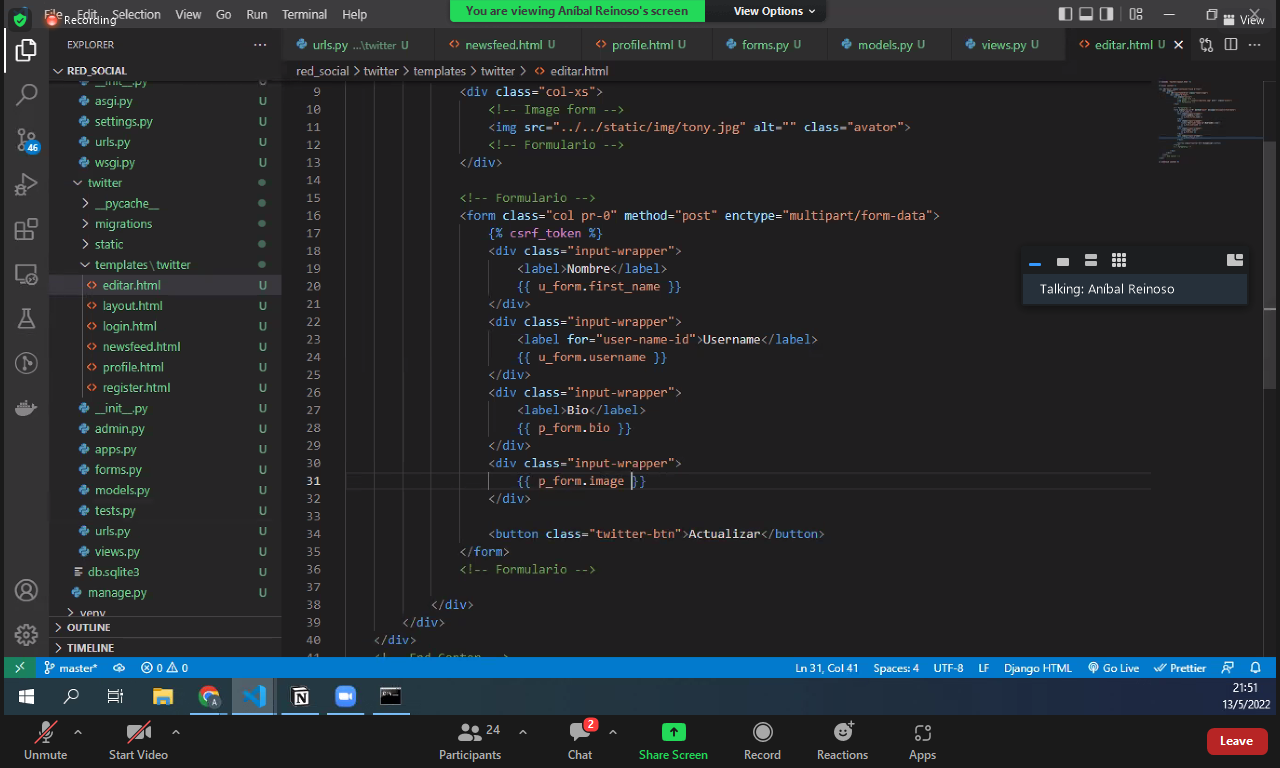 File Edit Selection View Go Run Terminal Help
Recording
You are viewing Aníbal Reinoso's screen
View Options
View
EXPLORER
urls.py ...\twitter U
newsfeed.html U
profile.html U
forms.py U
models.py U
views.py U
editar.html U
red_social > twitter > templates > twitter > editar.html
RED_SOCIAL
__init__.py U
asgi.py U
settings.py U
urls.py U
wsgi.py U
twitter
__pycache__
migrations
static
templates\twitter
editar.html U
layout.html U
login.html U
newsfeed.html U
profile.html U
register.html U
__init__.py U
admin.py U
apps.py U
forms.py U
models.py U
tests.py U
urls.py U
views.py U
db.sqlite3 U
manage.py U
venv
OUTLINE
TIMELINE
46
9 <div class="col-xs">
10 <!-- Image form -->
11 <img src="../../static/img/tony.jpg" alt="" class="avator">
12 <!-- Formulario -->
13 </div>
14
15 <!-- Formulario -->
16 <form class="col pr-0" method="post" enctype="multipart/form-data">
17 {% csrf_token %}
18 <div class="input-wrapper">
19 <label>Nombre</label>
20 {{ u_form.first_name }}
21 </div>
22 <div class="input-wrapper">
23 <label for="user-name-id">Username</label>
24 {{ u_form.username }}
25 </div>
26 <div class="input-wrapper">
27 <label>Bio</label>
28 {{ p_form.bio }}
29 </div>
30 <div class="input-wrapper">
31 {{ p_form.image }}
32 </div>
33
34 <button class="twitter-btn">Actualizar</button>
35 </form>
36 <!-- Formulario -->
37
38 </div>
39 </div>
40 </div>
41 <!-- End Center -->
Talking: Aníbal Reinoso
master* 0 0 Ln 31, Col 41 Spaces: 4 UTF-8 LF Django HTML Go Live Prettier
21:51
13/5/2022
24
2
Unmute Start Video Participants Chat Share Screen Record Reactions Apps Leave